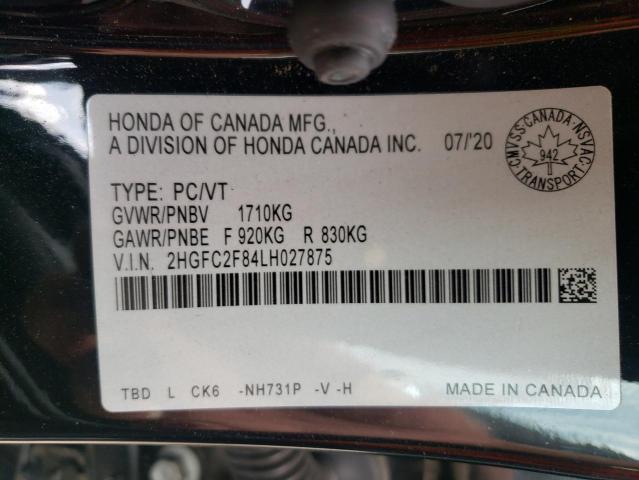 HONDA OF CANADA MFG.,
A DIVISION OF HONDA CANADA INC. 07/'20
CMVSS·CANADA·NSVAC
942
TRANSPORT
TYPE: PC/VT
GVWR/PNBV 1710KG
GAWR/PNBE F 920KG R 830KG
V.I.N. 2HGFC2F84LH027875
TBD L CK6 -NH731P -V -H MADE IN CANADA